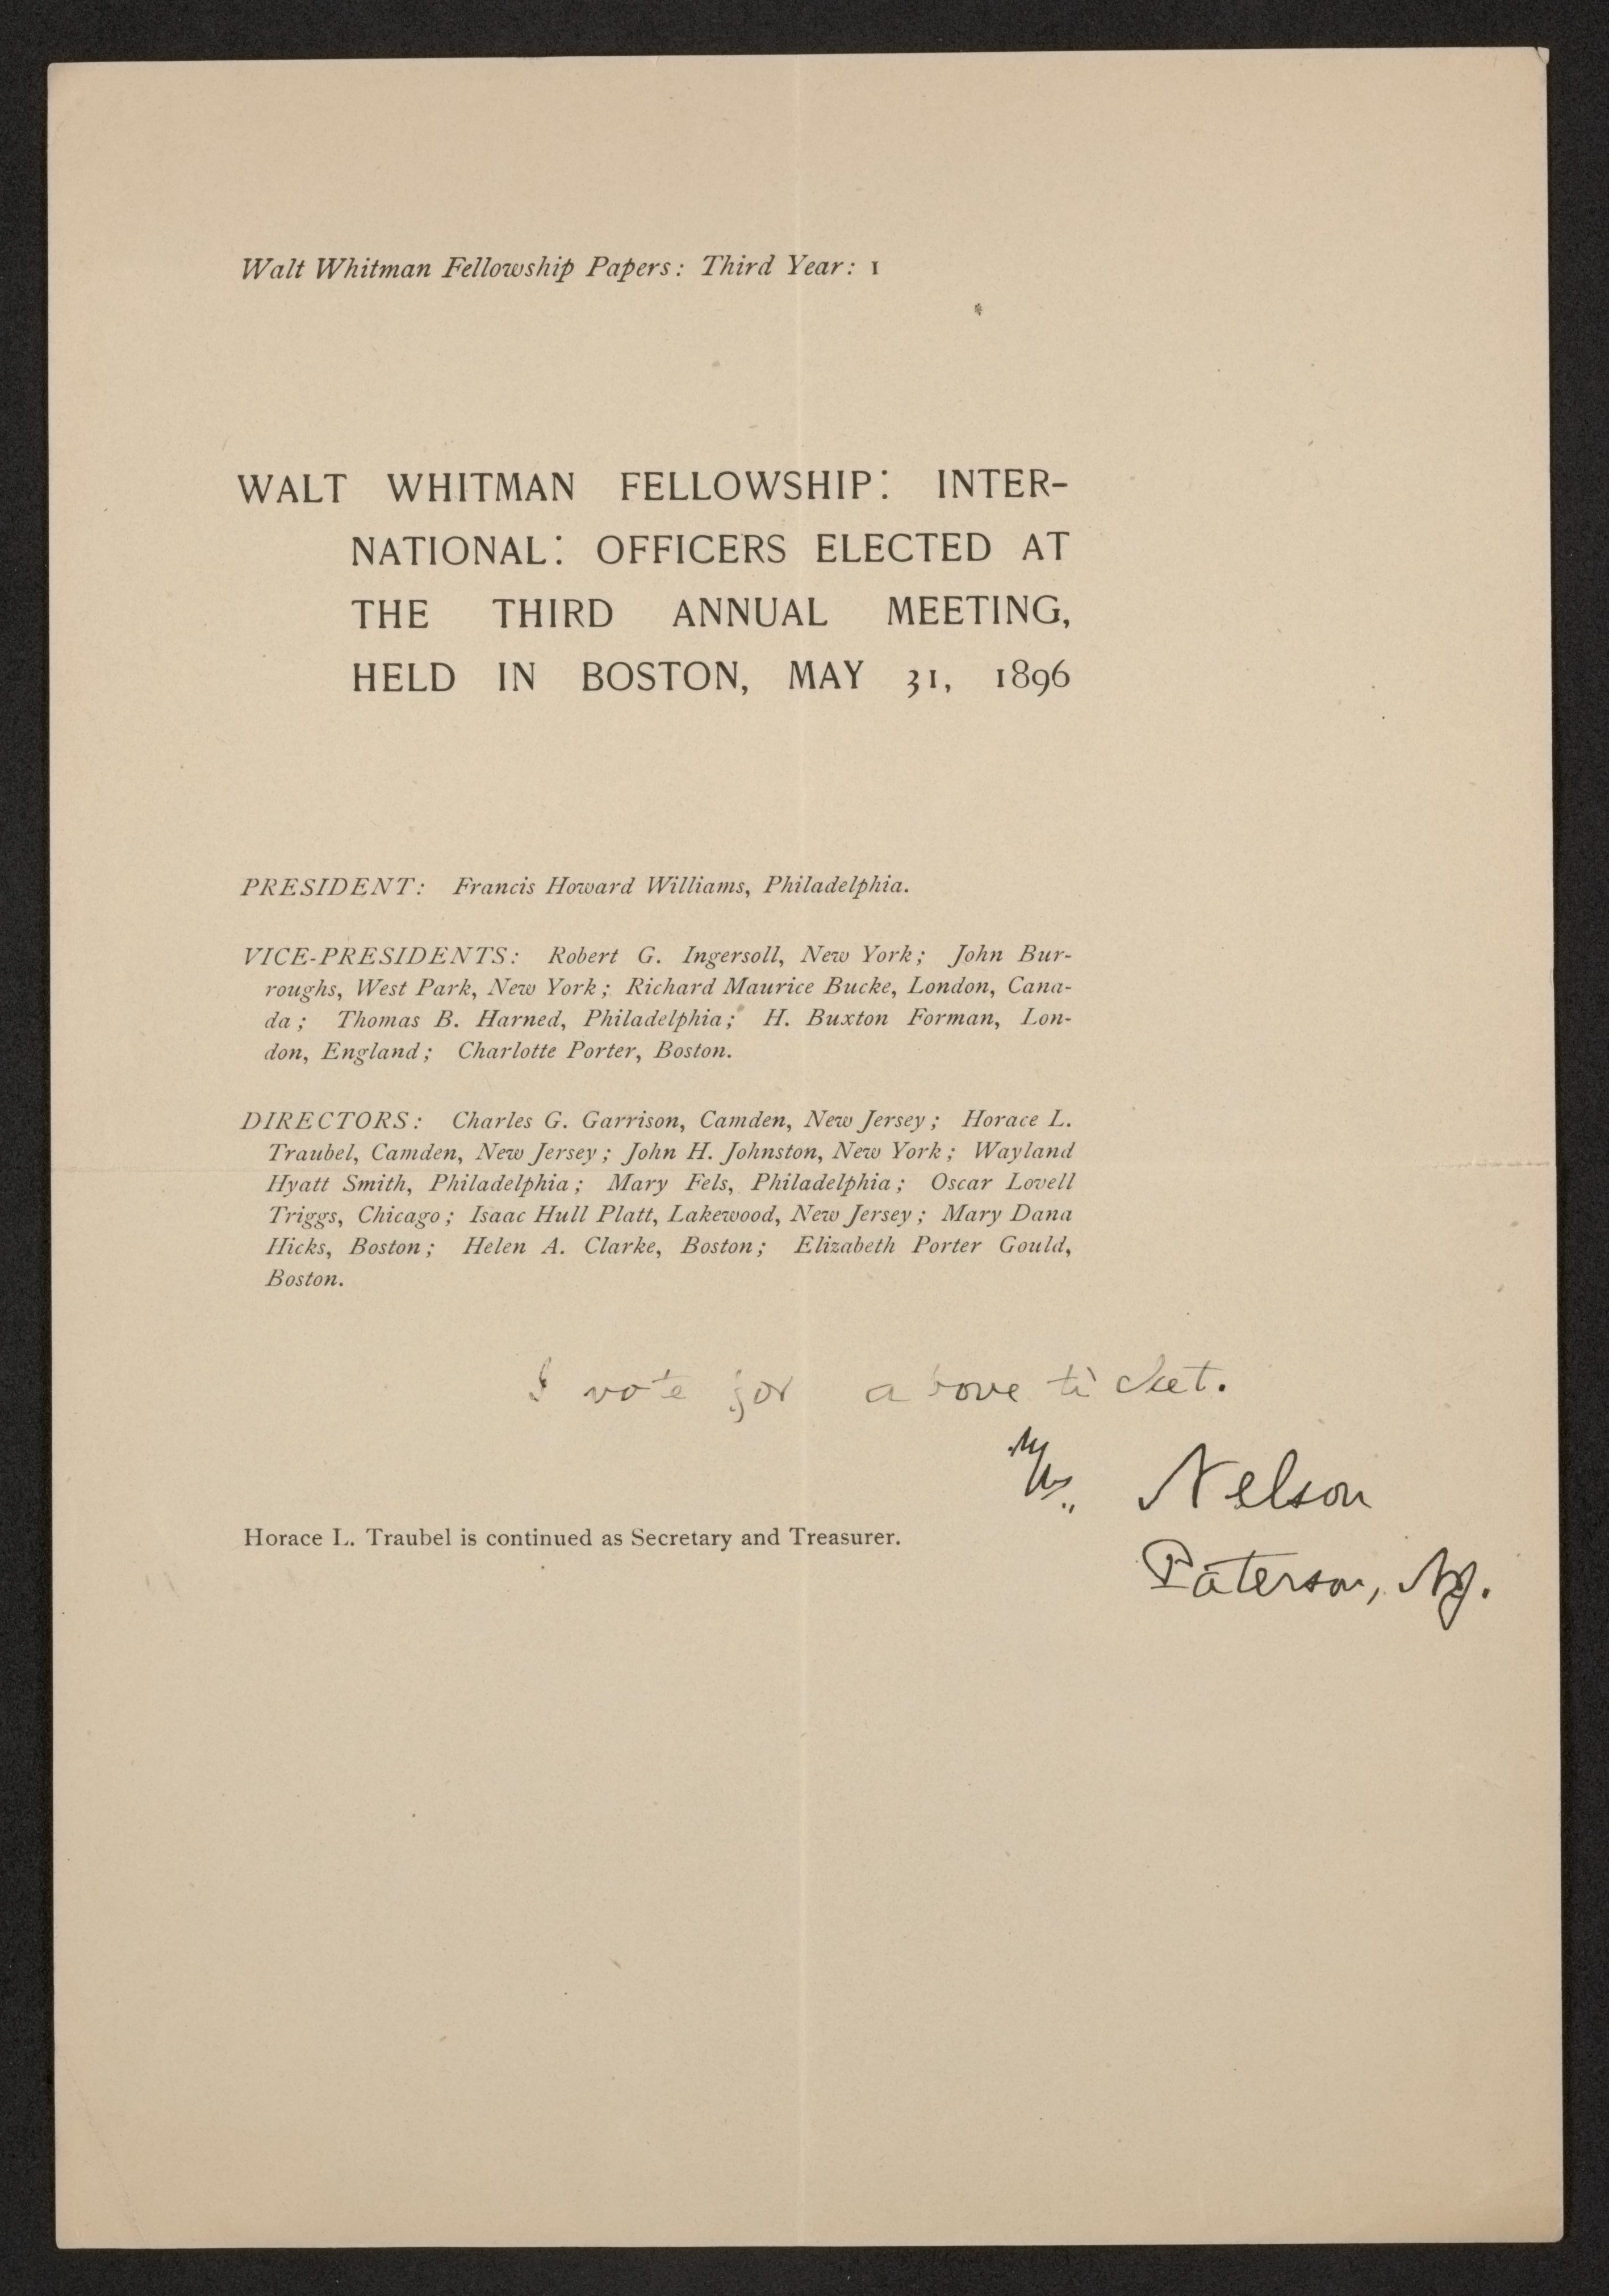 Walt Whitman Fellowship Papers: Third Year: 1
WALT WHITMAN FELLOWSHIP: INTER-
NATIONAL: OFFICERS ELECTED AT
THE THIRD ANNUAL MEETING,
HELD IN BOSTON, MAY 31, 1896
PRESIDENT: Francis Howard Williams, Philadelphia.
VICE-PRESIDENTS: Robert G. Ingersoll, New York; John Bur-
roughs, West Park, New York; Richard Maurice Bucke, London, Cana-
da; Thomas B. Harned, Philadelphia; H. Buxton Forman, Lon-
don, England; Charlotte Porter, Boston.
DIRECTORS: Charles G. Garrison, Camden, New Jersey; Horace L.
Traubel, Camden, New Jersey; John H. Johnston, New York; Wayland
Hyatt Smith, Philadelphia; Mary Fels, Philadelphia; Oscar Lovell
Triggs, Chicago; Isaac Hull Platt, Lakewood, New Jersey; Mary Dana
Hicks, Boston; Helen A. Clarke, Boston; Elizabeth Porter Gould,
Boston.
I vote for above ticket.
Nelson
Horace L. Traubel is continued as Secretary and Treasurer.
Paterson, NJ.